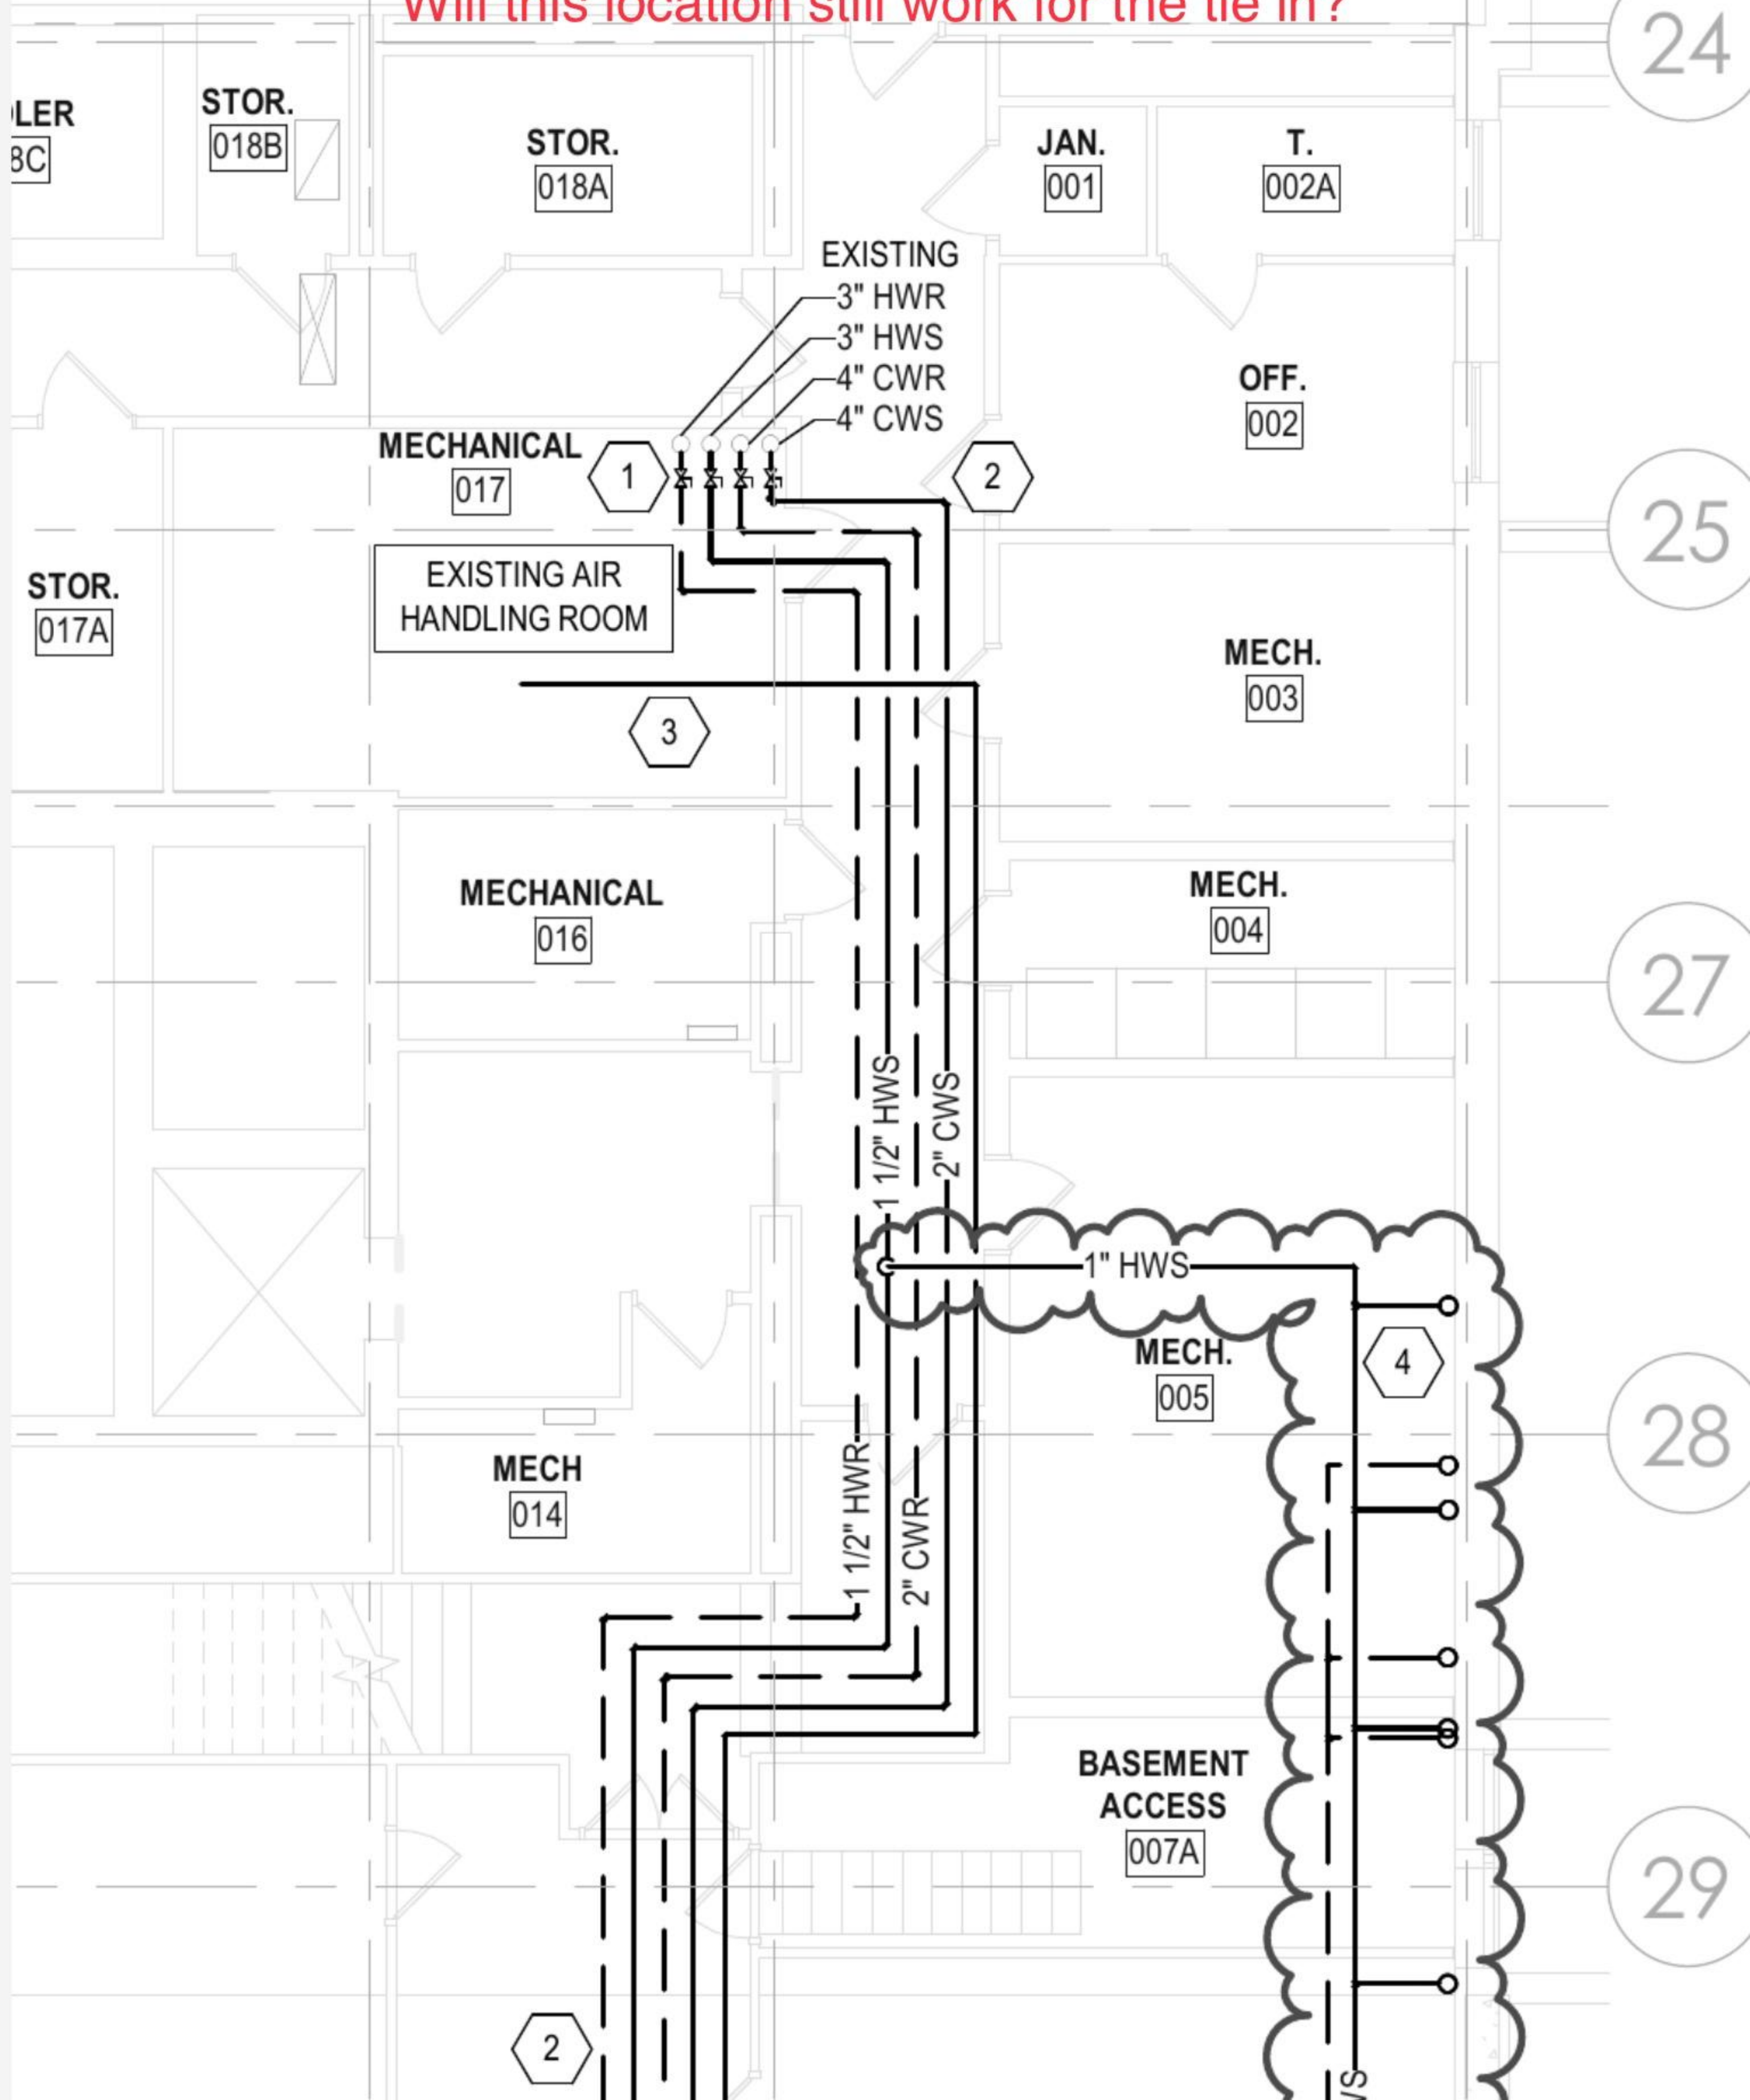 Will this location still work for the tie in?
24
STOR.
018B
STOR.
018A
JAN.
001
T.
002A
EXISTING
3" HWR
3" HWS
4" CWR
4" CWS
OFF.
002
MECHANICAL
017
1
2
25
EXISTING AIR
HANDLING ROOM
STOR.
017A
MECH.
003
3
MECHANICAL
016
MECH.
004
27
1 1/2" HWS
2" CWS
1" HWS
MECH.
005
4
28
MECH
014
1 1/2" HWR
2" CWR
BASEMENT
ACCESS
007A
29
2